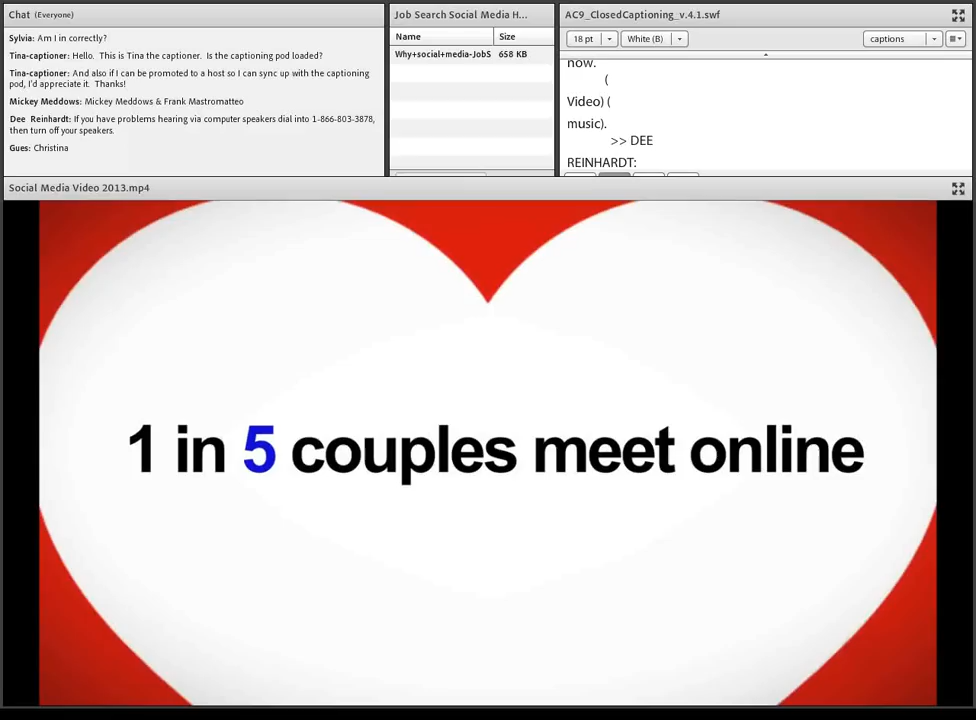 Chat (Everyone)
Sylvia: Am I in correctly?
Tina-captioner: Hello. This is Tina the captioner. Is the captioning pod loaded?
Tina-captioner: And also if I can be promoted to a host so I can sync up with the captioning
pod, I'd appreciate it. Thanks!
Mickey Meddows: Mickey Meddows & Frank Mastromatteo
Dee Reinhardt: If you have problems hearing via computer speakers dial into 1-866-803-3878,
then turn off your speakers.
Gues: Christina
Job Search Social Media H...
Name Size
Why+social+media-JobS 658 KB
AC9_ClosedCaptioning_v.4.1.swf
18 pt White (B) captions
now.
(
Video) (
music).
>> DEE
REINHARDT:
Social Media Video 2013.mp4
1 in 5 couples meet online